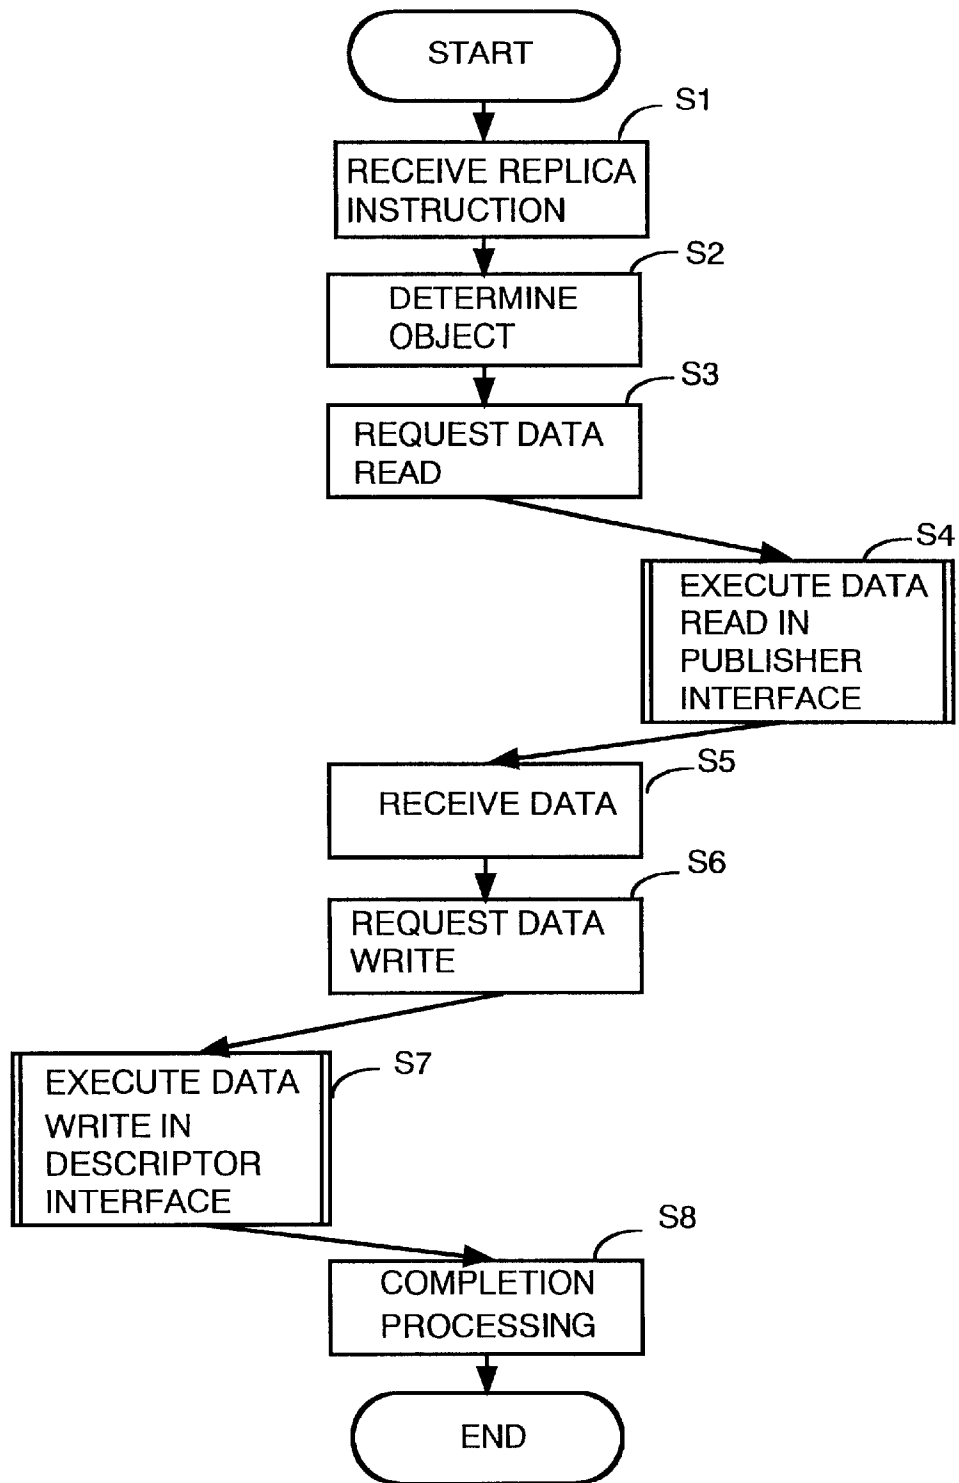 START
S1
RECEIVE REPLICA
INSTRUCTION
S2
DETERMINE
OBJECT
S3
REQUEST DATA
READ
S4
EXECUTE DATA
READ IN
PUBLISHER
INTERFACE
S5
RECEIVE DATA
S6
REQUEST DATA
WRITE
S7
EXECUTE DATA
WRITE IN
DESCRIPTOR
INTERFACE
S8
COMPLETION
PROCESSING
END